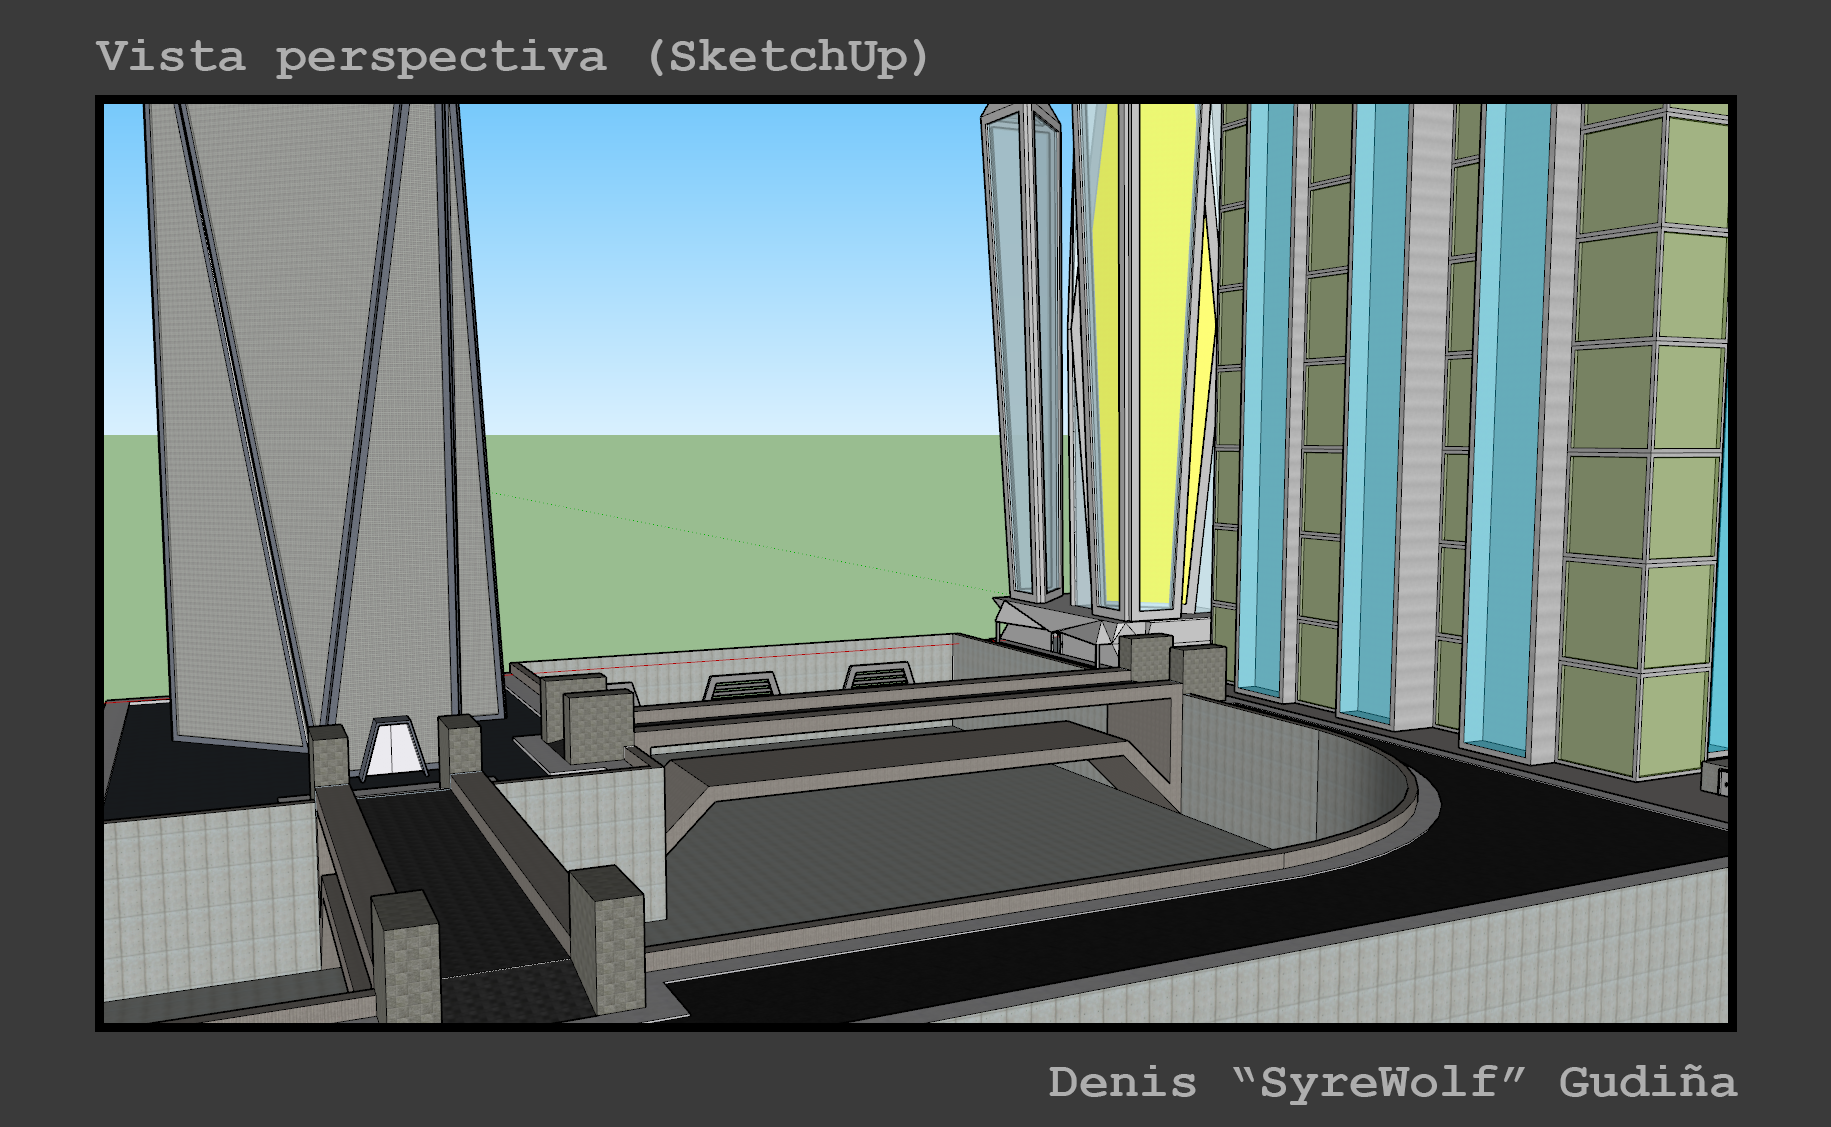 Vista perspectiva (SketchUp)
Denis “SyreWolf” Gudiña